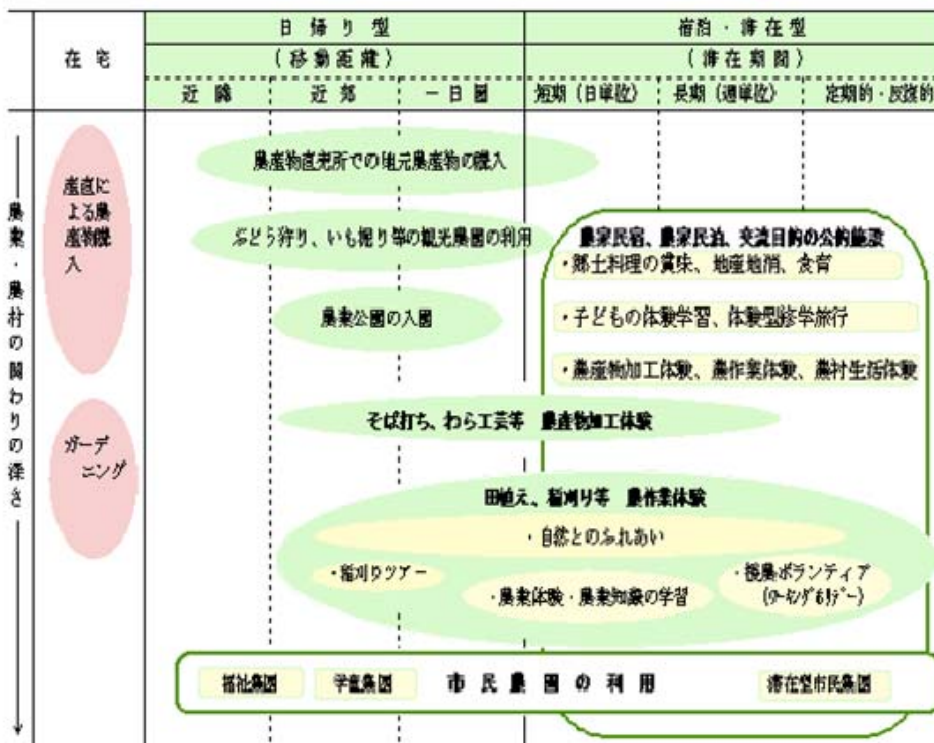 在宅
日帰り型
宿泊・滞在型
(移動距離)
(滞在期間)
近隣
近郊
一日圏
短期(日単位)
長期(週単位)
定期的・反復的
農業・農村の関わりの深さ
産直に
よる農
産物購
入
農産物直売所での地元農産物の購入
ぶどう狩り、いも掘り等の観光農園の利用
農家民宿、農家民泊、交流目的の公的施設
・郷土料理の賞味、地産地消、食育
農業公園の入園
・子どもの体験学習、体験型修学旅行
・農産物加工体験、農作業体験、農村生活体験
そば打ち、わら工芸等 農産物加工体験
ガーデ
ニング
田植え、稲刈り等 農作業体験
・自然とのふれあい
・稲刈りツアー
・農業体験・農業知識の学習
・援農ボランティア
(ワーキングホリデー)
福祉農園
学童農園
市民農園の利用
滞在型市民農園